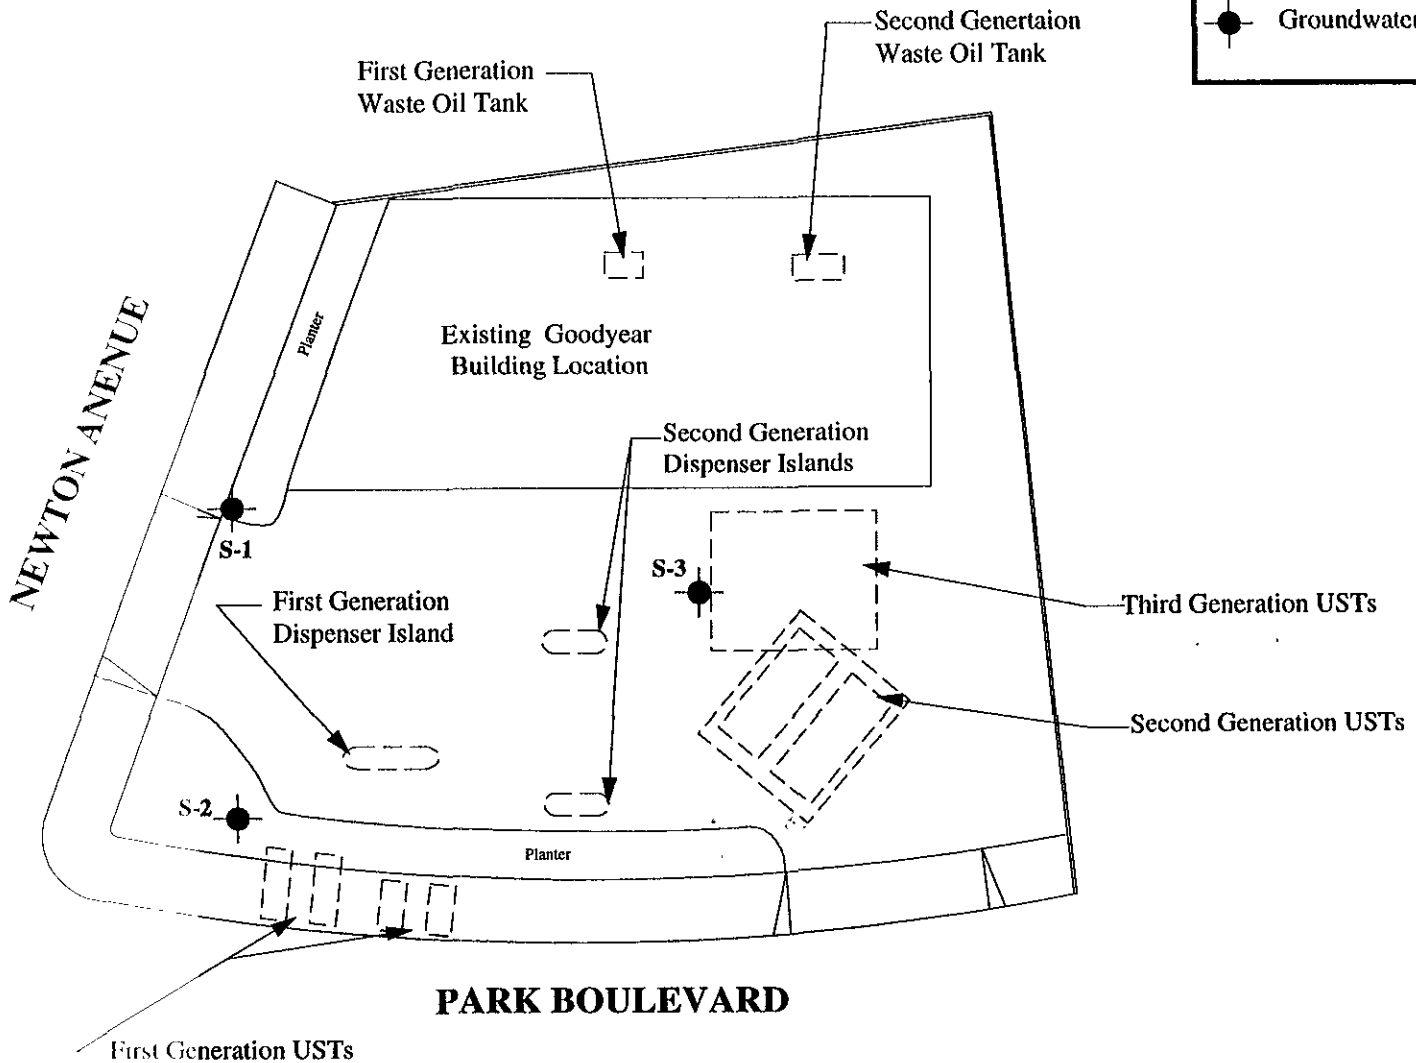 Second Genertaion
Waste Oil Tank
Groundwater
First Generation
Waste Oil Tank
Planter
Existing Goodyear
Building Location
NEWTON ANENUE
Second Generation
Dispenser Islands
S-1
S-3
First Generation
Dispenser Island
Third Generation USTs
Second Generation USTs
S-2
Planter
PARK BOULEVARD
First Generation USTs